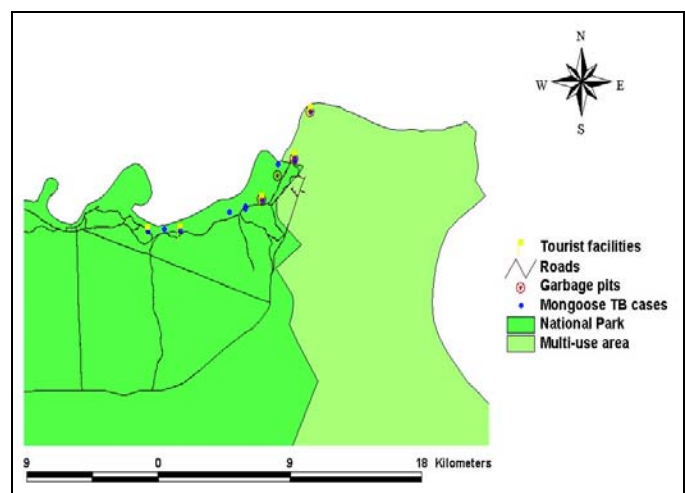 N
W E
S
Tourist facilities
Roads
Garbage pits
Mongoose TB cases
National Park
Multi-use area
9 0 9 18 Kilometers